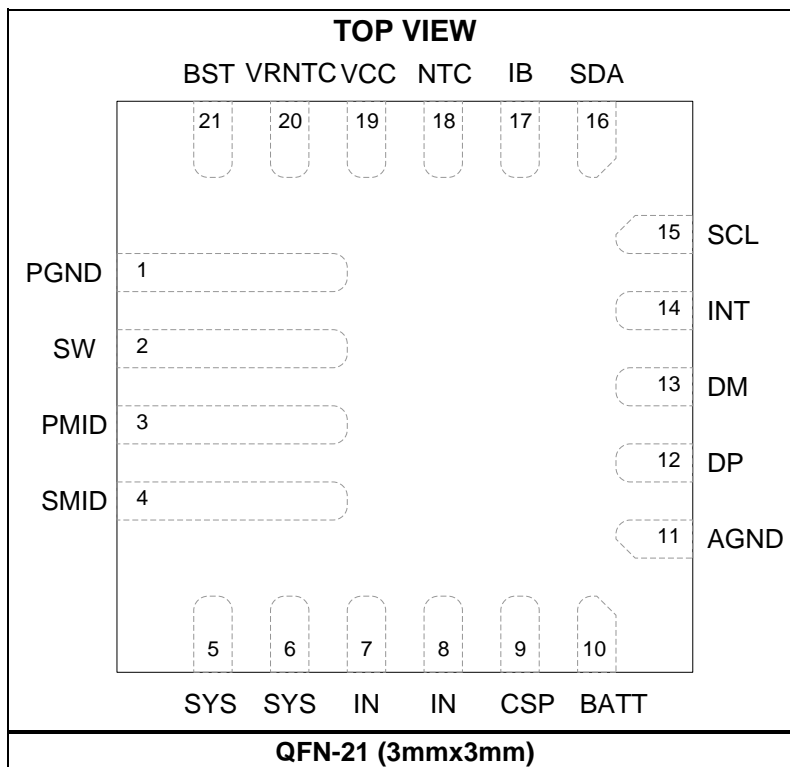 TOP VIEW
BST VRNTC VCC NTC IB SDA
21 20 19 18 17 16
15 SCL
PGND 1
14 INT
SW 2
13 DM
PMID 3
12 DP
SMID 4
11 AGND
5 6 7 8 9 10
SYS SYS IN IN CSP BATT
QFN-21 (3mmx3mm)